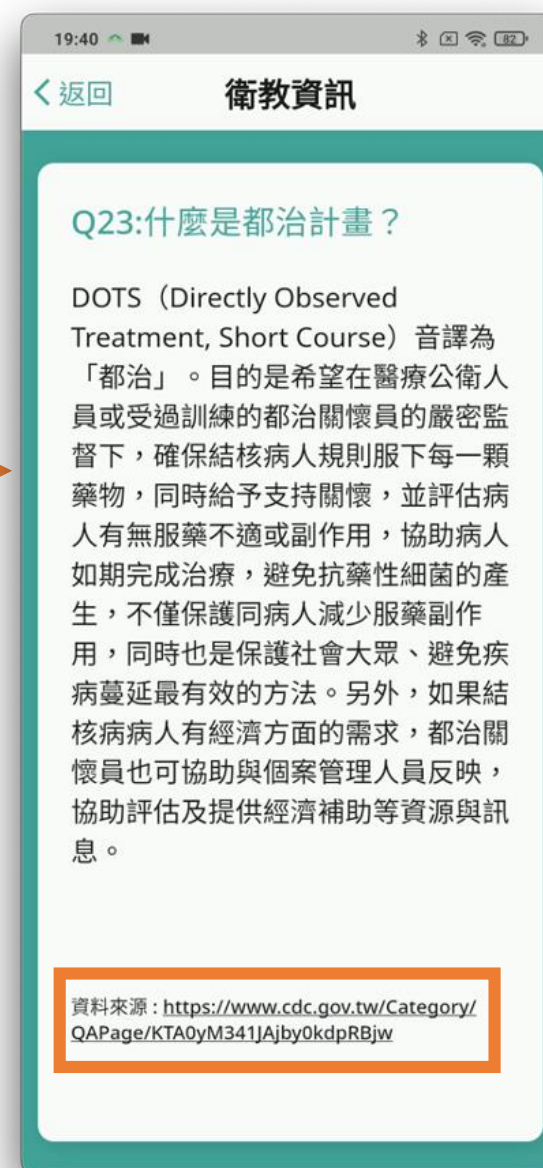 19:40
82
返回
衛教資訊
Q23:什麼是都治計畫？
DOTS（Directly Observed
Treatment, Short Course）音譯為
「都治」。目的是希望在醫療公衛人
員或受過訓練的都治關懷員的嚴密監
督下，確保結核病人規則服下每一顆
藥物，同時給予支持關懷，並評估病
人有無服藥不適或副作用，協助病人
如期完成治療，避免抗藥性細菌的產
生，不僅保護同病人減少服藥副作
用，同時也是保護社會大眾、避免疾
病蔓延最有效的方法。另外，如果結
核病病人有經濟方面的需求，都治關
懷員也可協助與個案管理人員反映，
協助評估及提供經濟補助等資源與訊
息。
資料來源 : https://www.cdc.gov.tw/Category/
QAPage/KTA0yM341JAjby0kdpRBjw